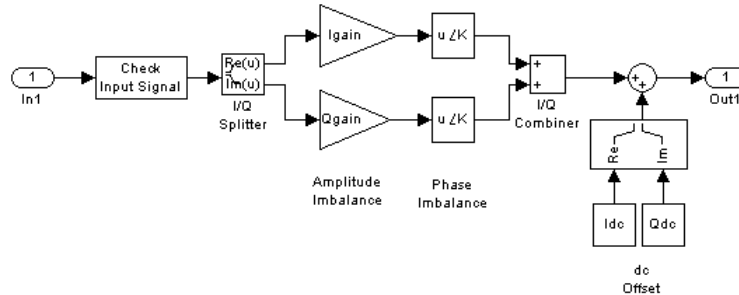 1
In1
Check
Input Signal
Re(u)
Im(u)
I/Q
Splitter
Igain
Qgain
Amplitude
Imbalance
u∠K
u∠K
Phase
Imbalance
+
+
I/Q
Combiner
+
+
1
Out1
Re
Im
Idc
Qdc
dc
Offset